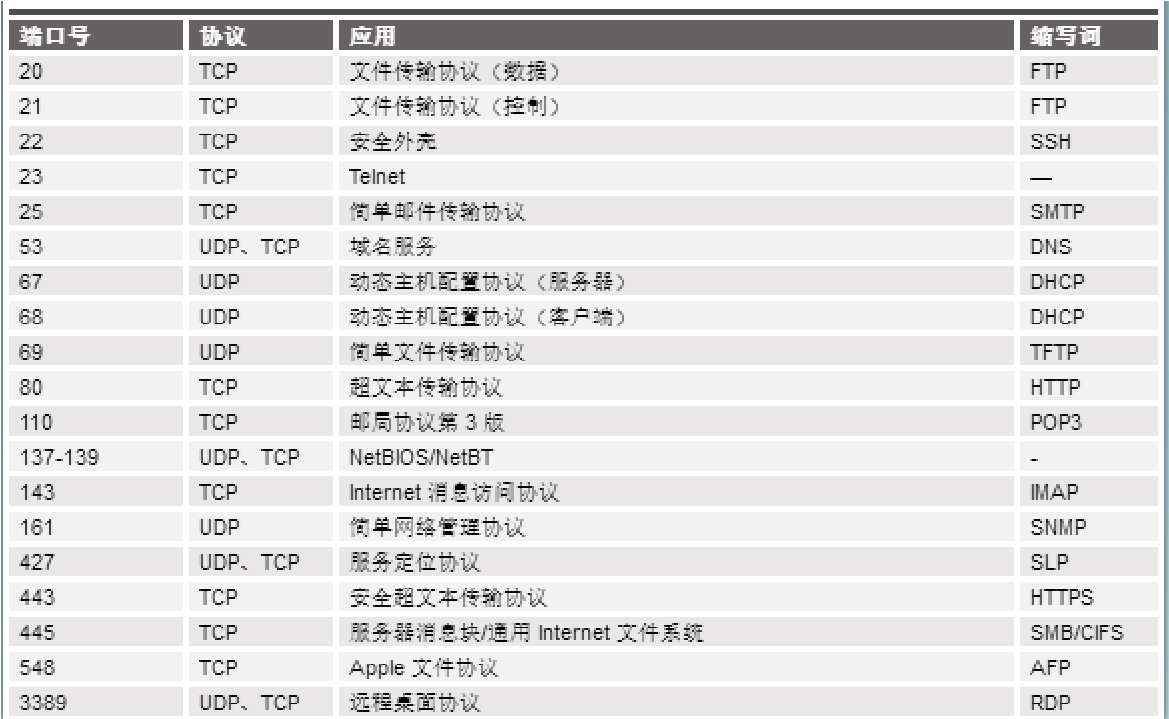 端口号 协议 应用 缩写词
20 TCP 文件传输协议（数据） FTP
21 TCP 文件传输协议（控制） FTP
22 TCP 安全外壳 SSH
23 TCP Telnet —
25 TCP 简单邮件传输协议 SMTP
53 UDP、TCP 域名服务 DNS
67 UDP 动态主机配置协议（服务器） DHCP
68 UDP 动态主机配置协议（客户端） DHCP
69 UDP 简单文件传输协议 TFTP
80 TCP 超文本传输协议 HTTP
110 TCP 邮局协议第 3 版 POP3
137-139 UDP、TCP NetBIOS/NetBT -
143 TCP Internet 消息访问协议 IMAP
161 UDP 简单网络管理协议 SNMP
427 UDP、TCP 服务定位协议 SLP
443 TCP 安全超文本传输协议 HTTPS
445 TCP 服务器消息块/通用 Internet 文件系统 SMB/CIFS
548 TCP Apple 文件协议 AFP
3389 UDP、TCP 远程桌面协议 RDP